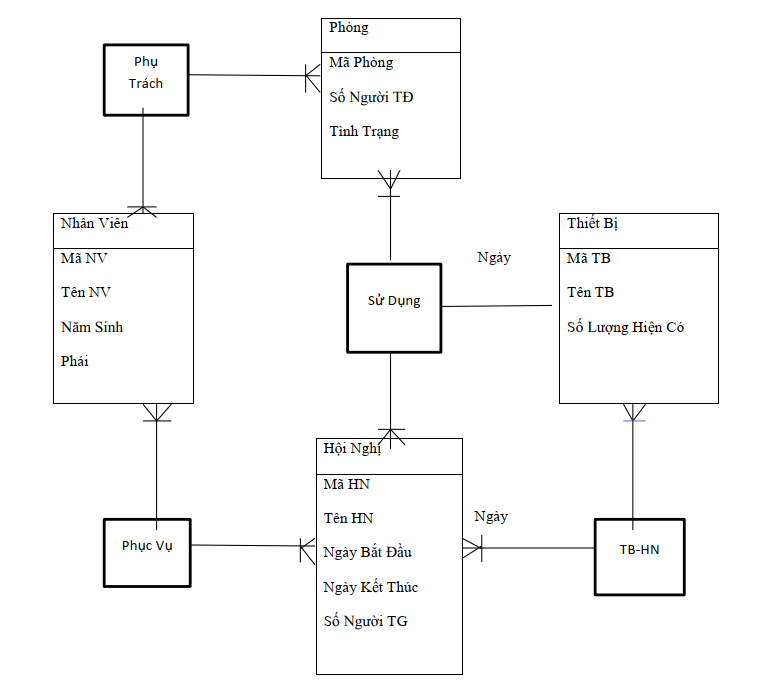 Phòng
Mã Phòng
Số Người TĐ
Tình Trạng
Phụ
Trách
Nhân Viên
Mã NV
Tên NV
Năm Sinh
Phái
Sử Dụng
Ngày
Thiết Bị
Mã TB
Tên TB
Số Lượng Hiện Có
Hội Nghị
Mã HN
Tên HN
Ngày Bắt Đầu
Ngày Kết Thúc
Số Người TG
Phục Vụ
Ngày
TB-HN